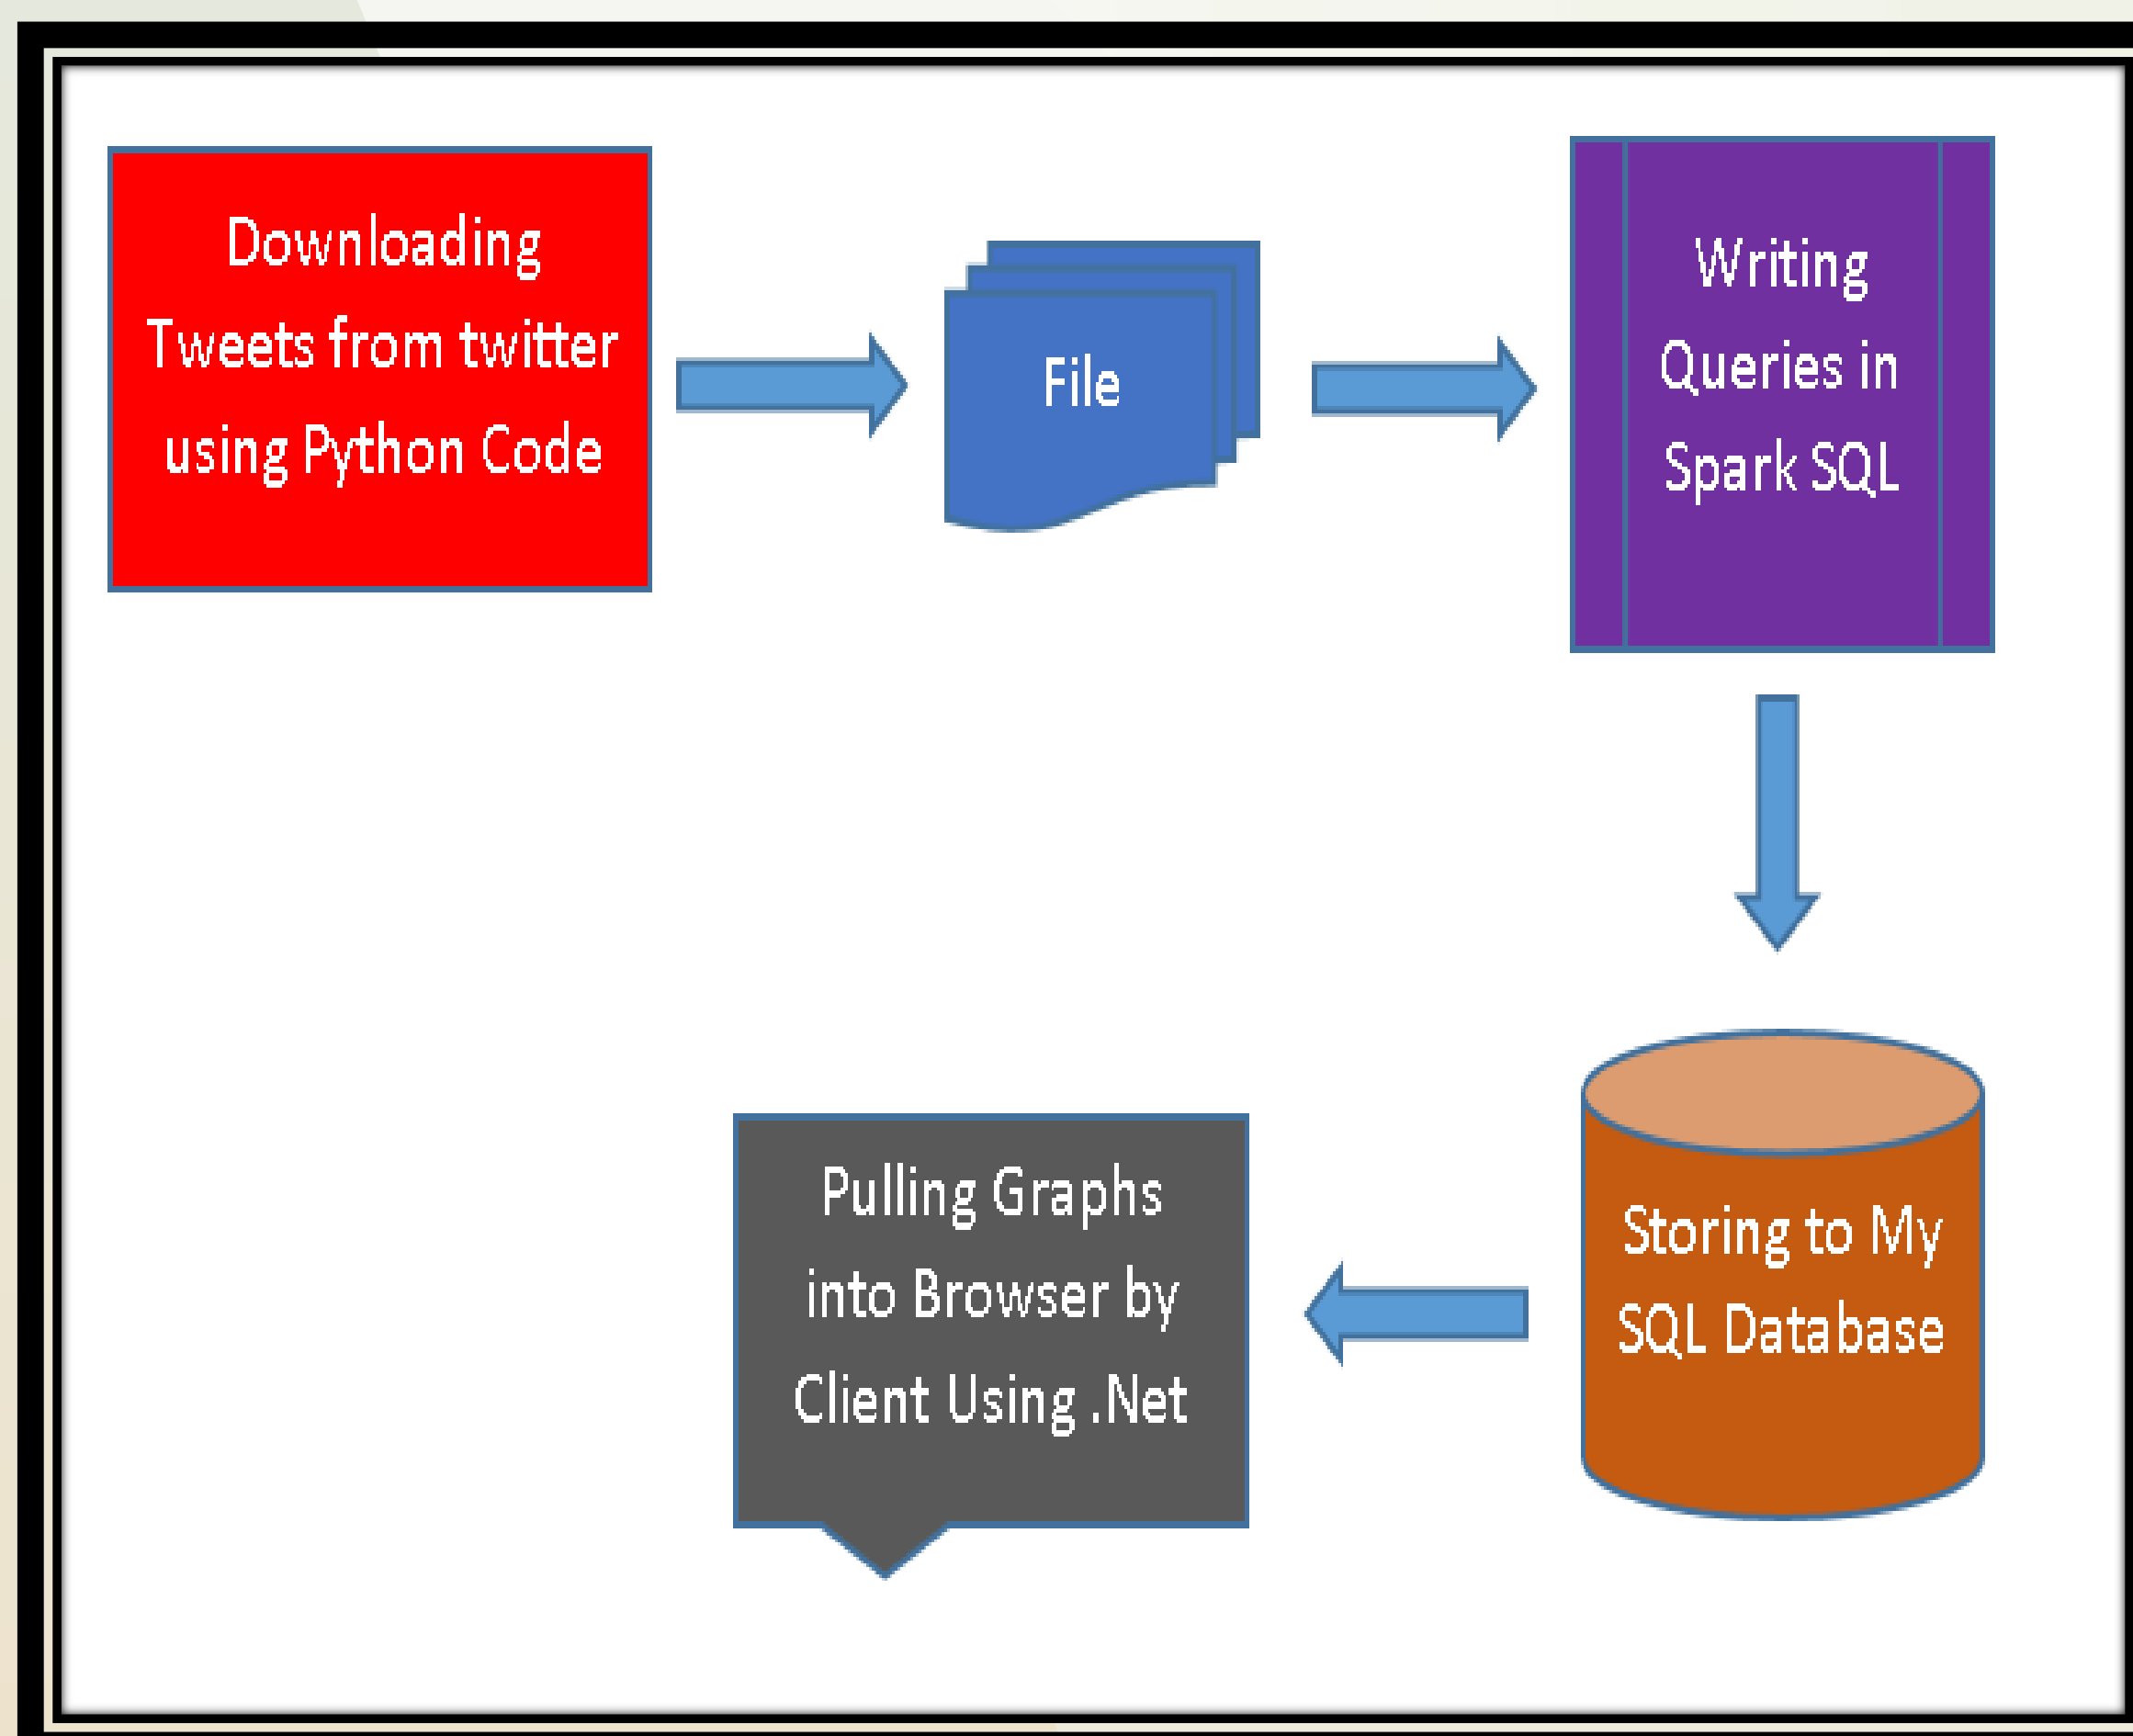 Downloading
Tweets from twitter
using Python Code
File
Writing
Queries in
Spark SQL
Storing to My
SQL Database
Pulling Graphs
into Browser by
Client Using .Net